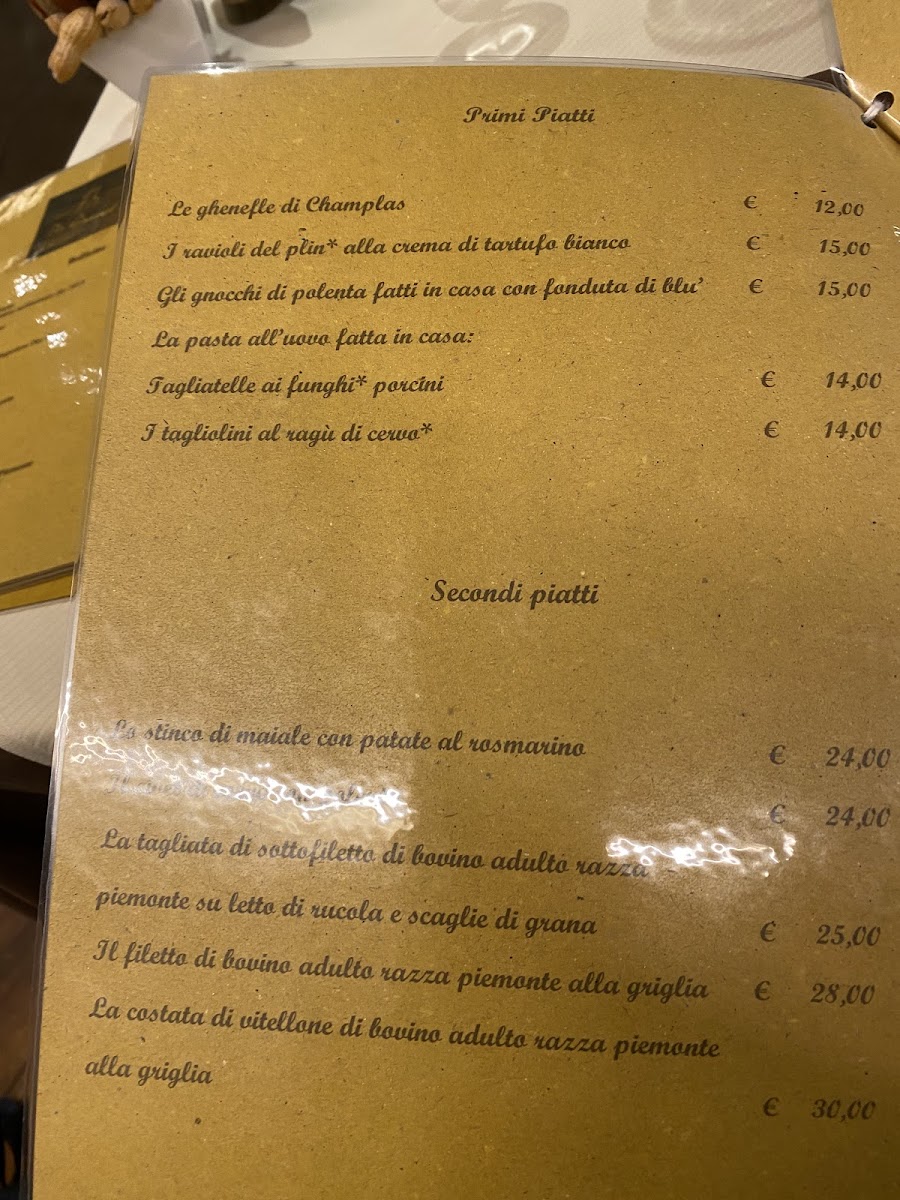 Primi Piatti
Le ghenefle di Champlas € 12,00
I ravioli del plin* alla crema di tartufo bianco € 15,00
Gli gnocchi di polenta fatti in casa con fonduta di blu' € 15,00
La pasta all'uovo fatta in casa:
Tagliatelle ai funghi* porcini € 14,00
I tagliolini al ragù di cervo* € 14,00
Secondi piatti
Lo stinco di maiale con patate al rosmarino € 24,00
€ 24,00
La tagliata di sottofiletto di bovino adulto razza
piemonte su letto di rucola e scaglie di grana € 25,00
Il filetto di bovino adulto razza piemonte alla griglia € 28,00
La costata di vitellone di bovino adulto razza piemonte
alla griglia
€ 30,00